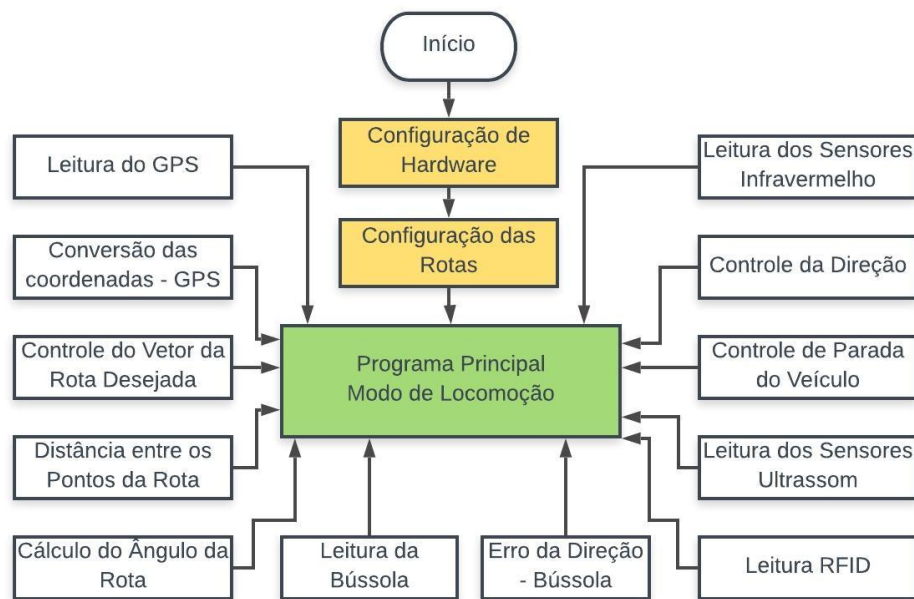 Início
Configuração de
Hardware
Configuração das
Rotas
Programa Principal
Modo de Locomoção
Leitura do GPS
Conversão das
coordenadas - GPS
Controle do Vetor da
Rota Desejada
Distância entre os
Pontos da Rota
Cálculo do Ângulo da
Rota
Leitura da
Bússola
Erro da Direção
- Bússola
Leitura dos Sensores
Infravermelho
Controle da Direção
Controle de Parada
do Veículo
Leitura dos Sensores
Ultrassom
Leitura RFID